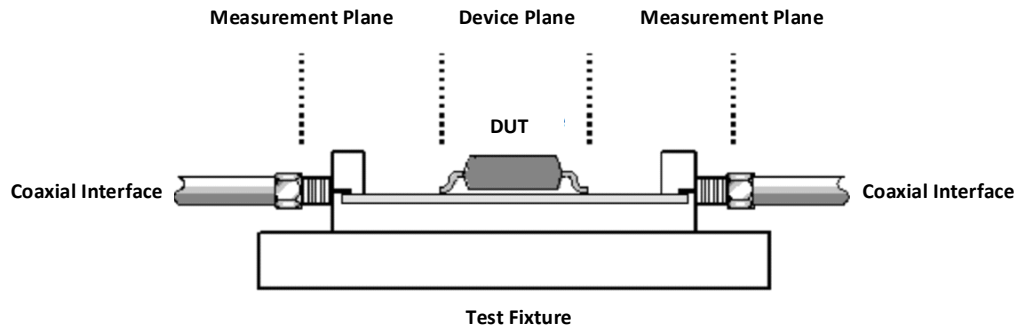 Measurement Plane
Device Plane
Measurement Plane
DUT
Coaxial Interface
Coaxial Interface
Test Fixture